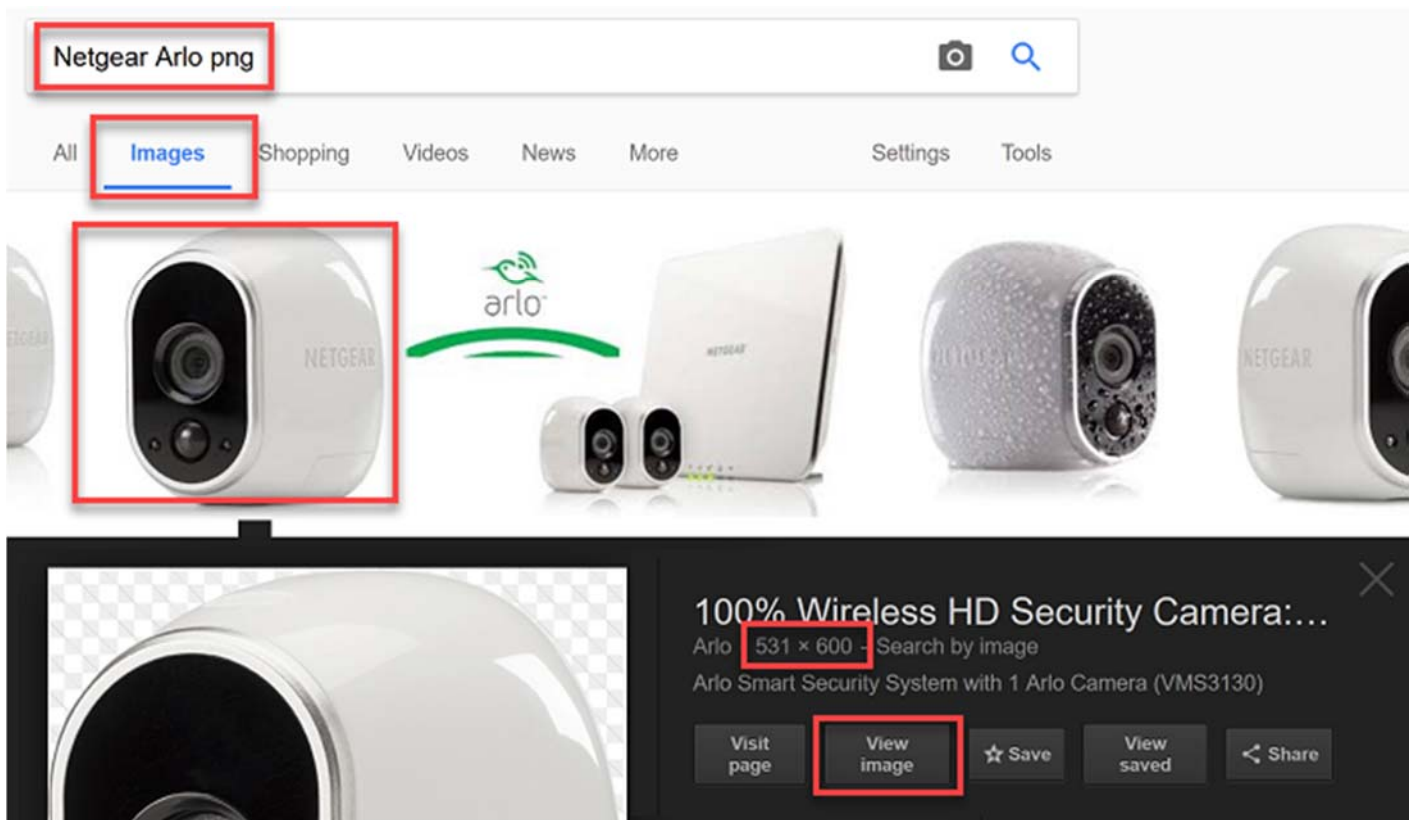 Netgear Arlo png
All Images Shopping Videos News More Settings Tools
arlo
NETGEAR
NETGEAR
NETGEAR
100% Wireless HD Security Camera:...
Arlo 531 × 600 - Search by image
Arlo Smart Security System with 1 Arlo Camera (VMS3130)
Visit page
View image
Save
View saved
Share